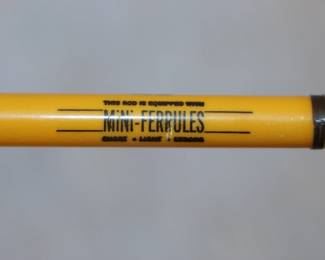 THIS ROD IS EQUIPPED WITH
MiNi-FERRULES
SHORT • LIGHT • STRONG